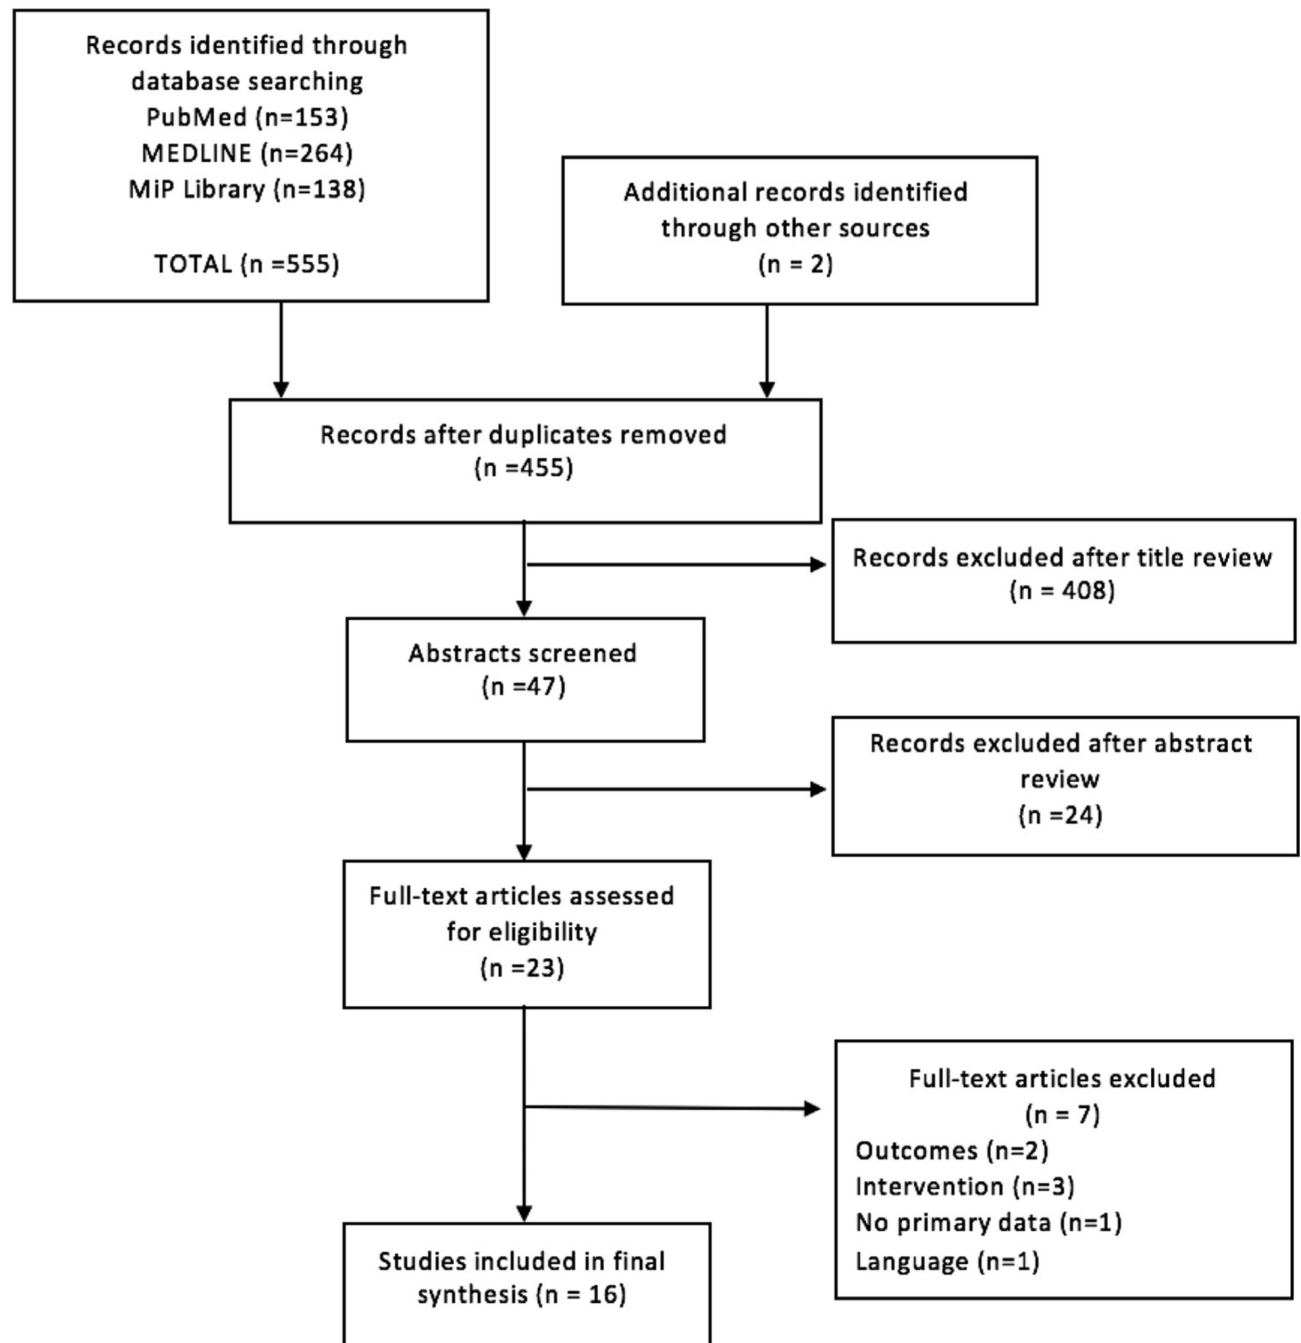 Records identified through
database searching
PubMed (n=153)
MEDLINE (n=264)
MiP Library (n=138)
TOTAL (n =555)
Additional records identified
through other sources
(n = 2)
Records after duplicates removed
(n =455)
Records excluded after title review
(n = 408)
Abstracts screened
(n =47)
Records excluded after abstract
review
(n =24)
Full-text articles assessed
for eligibility
(n =23)
Full-text articles excluded
(n = 7)
Outcomes (n=2)
Intervention (n=3)
No primary data (n=1)
Language (n=1)
Studies included in final
synthesis (n = 16)